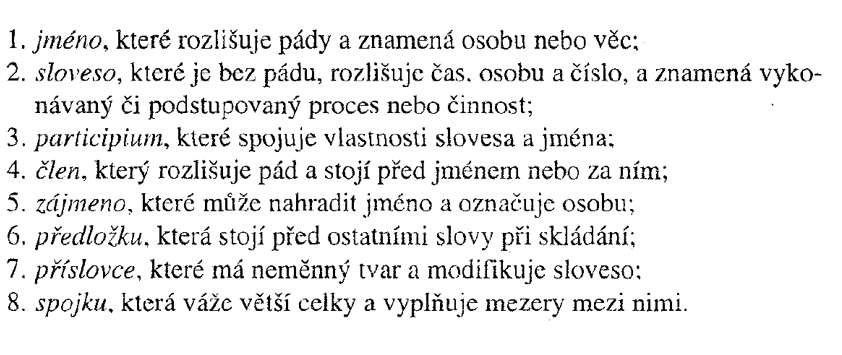 1. jméno, které rozlišuje pády a znamená osobu nebo věc;
2. sloveso, které je bez pádu, rozlišuje čas, osobu a číslo, a znamená vyko-
návaný či podstupovaný proces nebo činnost;
3. participium, které spojuje vlastnosti slovesa a jména;
4. člen, který rozlišuje pád a stojí před jménem nebo za ním;
5. zájmeno, které může nahradit jméno a označuje osobu;
6. předložku, která stojí před ostatními slovy při skládání;
7. příslovce, které má neměnný tvar a modifikuje sloveso;
8. spojku, která váže větší celky a vyplňuje mezery mezi nimi.